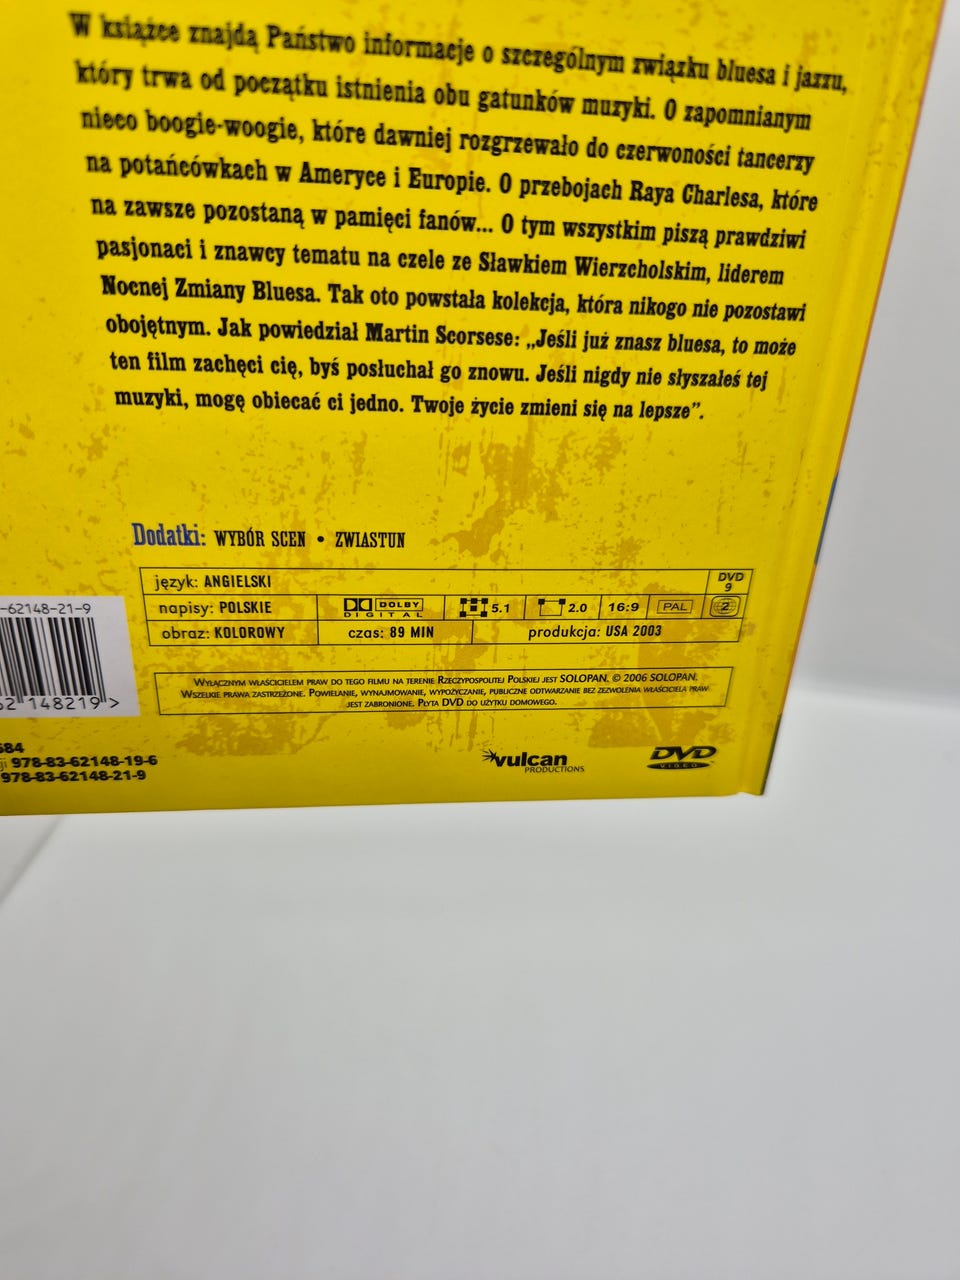 W książce znajdą Państwo informacje o szczególnym związku bluesa i jazzu,
który trwa od początku istnienia obu gatunków muzyki. O zapomnianym
nieco boogie-woogie, które dawniej rozgrzewało do czerwoności tancerzy
na potańcówkach w Ameryce i Europie. O przebojach Raya Charlesa, które
na zawsze pozostaną w pamięci fanów... O tym wszystkim piszą prawdziwi
pasjonaci i znawcy tematu na czele ze Sławkiem Wierzcholskim, liderem
Nocnej Zmiany Bluesa. Tak oto powstała kolekcja, która nikogo nie pozostawi
obojętnym. Jak powiedział Martin Scorsese: „Jeśli już znasz bluesa, to może
ten film zachęci cię, byś posłuchał go znowu. Jeśli nigdy nie słyszałeś tej
muzyki, mogę obiecać ci jedno. Twoje życie zmieni się na lepsze”.
Dodatki: WYBÓR SCEN • ZWIASTUN
język: ANGIELSKI DVD 9
napisy: POLSKIE DOLBY DIGITAL 5.1 2.0 16:9 PAL 2
obraz: KOLOROWY czas: 89 MIN produkcja: USA 2003
-62148-21-9
62 148219 >
Wyłącznym właścicielem praw do tego filmu na terenie Rzeczypospolitej Polskiej jest SOLOPAN. © 2006 SOLOPAN.
Wszelkie prawa zastrzeżone. Powielanie, wynajmowanie, wypożyczanie, publiczne odtwarzanie bez zezwolenia właściciela praw
jest zabronione. Płyta DVD do użytku domowego.
684
ji 978-83-62148-19-6
978-83-62148-21-9
vulcan
PRODUCTIONS
DVD
VIDEO